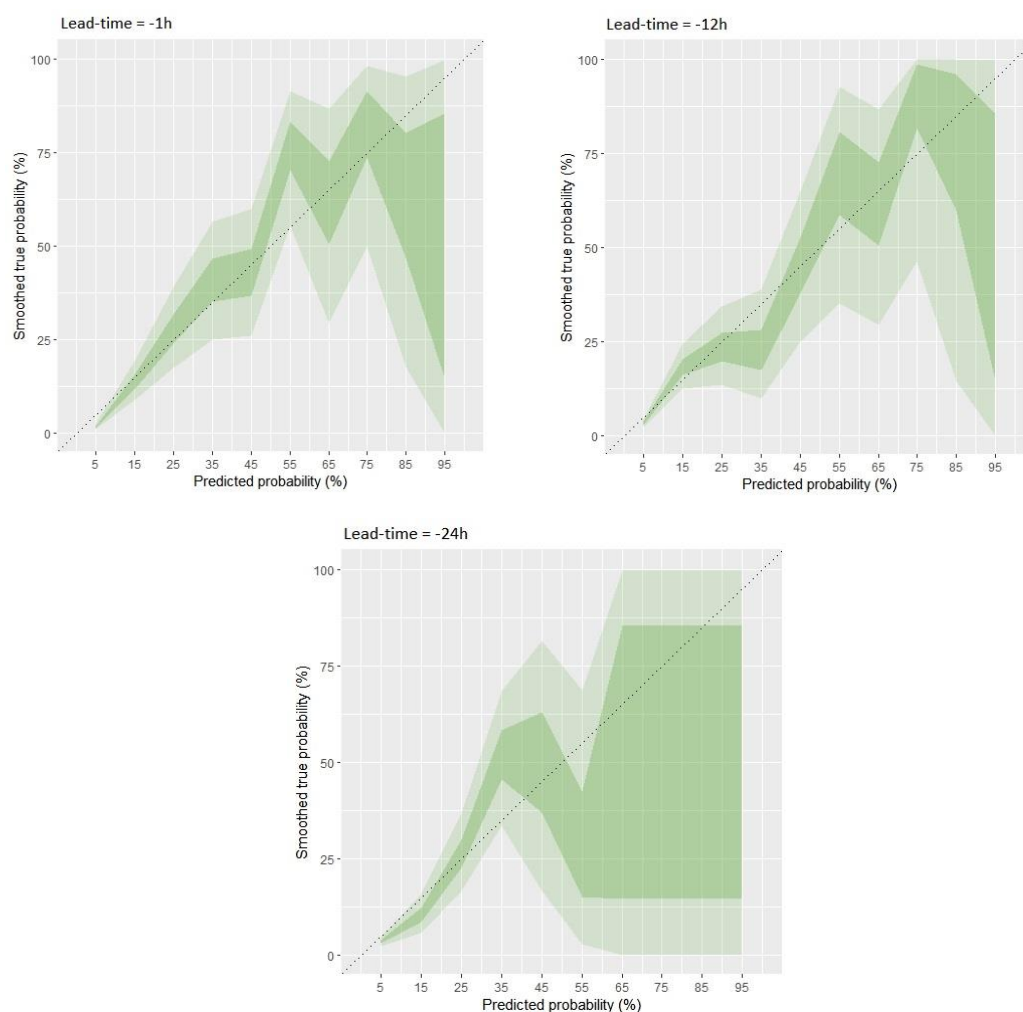 Lead-time = -1h
100
75
50
25
0
Smoothed true probability (%)
5 15 25 35 45 55 65 75 85 95
Predicted probability (%)
Lead-time = -12h
100
75
50
25
0
Smoothed true probability (%)
5 15 25 35 45 55 65 75 85 95
Predicted probability (%)
Lead-time = -24h
100
75
50
25
0
Smoothed true probability (%)
5 15 25 35 45 55 65 75 85 95
Predicted probability (%)